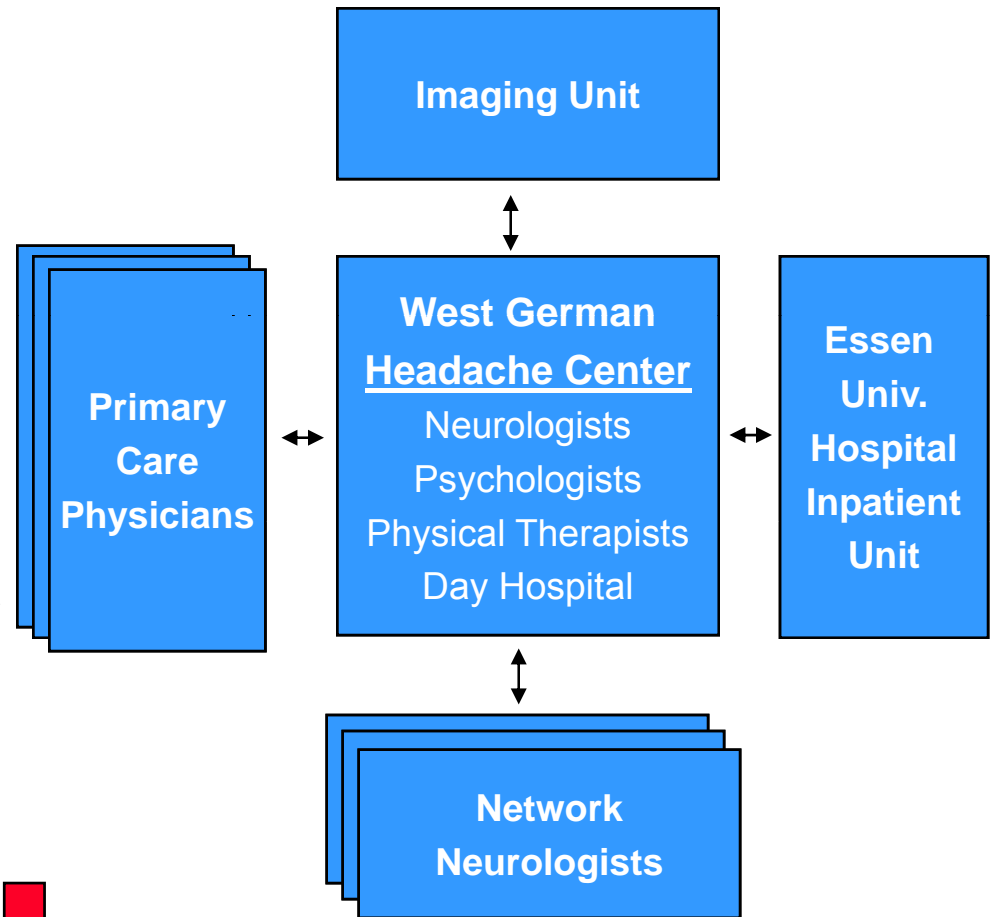 Imaging Unit
West German
Headache Center
Neurologists
Psychologists
Physical Therapists
Day Hospital
Primary
Care
Physicians
Essen
Univ.
Hospital
Inpatient
Unit
Network
Neurologists